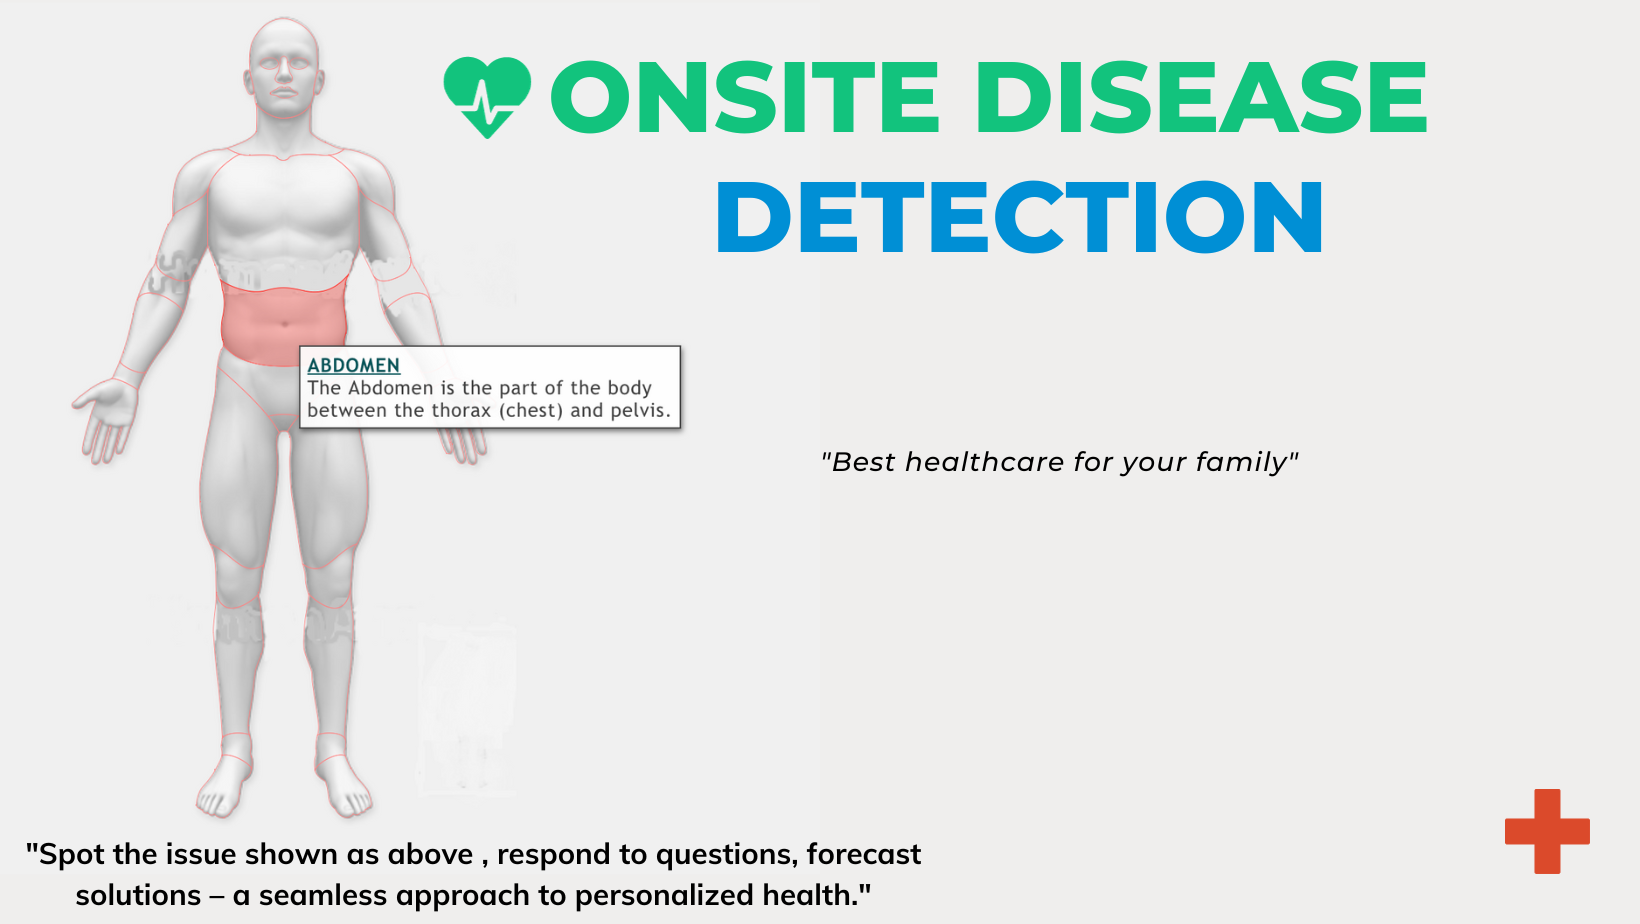 ONSITE DISEASE
DETECTION
ABDOMEN
The Abdomen is the part of the body
between the thorax (chest) and pelvis.
"Best healthcare for your family"
"Spot the issue shown as above , respond to questions, forecast
solutions – a seamless approach to personalized health."